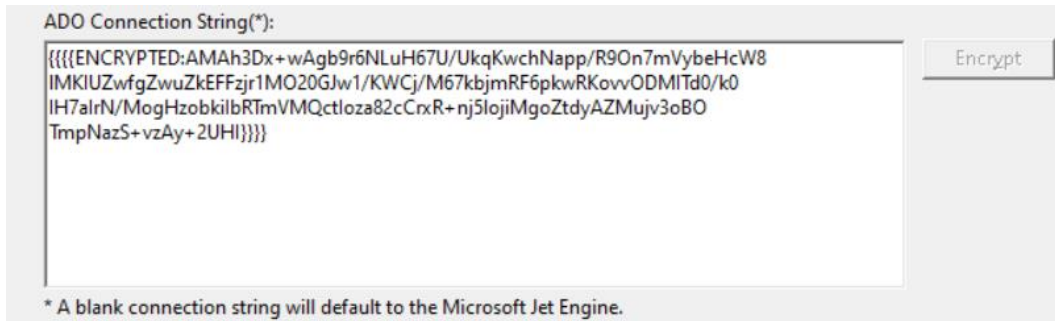 ADO Connection String(*):
{{{{ENCRYPTED:AMAh3Dx+wAgb9r6NLuH67U/UkqKwchNapp/R9On7mVybeHcW8
IMKIUZwfgZwuZkEFFzjr1MO20GJw1/KWCj/M67kbjmRF6pkwRKovvODMITd0/k0
IH7alrN/MogHzobkilbRTmVMQctloza82cCrxR+nj5lojiMgoZtdyAZMujv3oBO
TmpNazS+vzAy+2UHI}}}}
Encrypt
* A blank connection string will default to the Microsoft Jet Engine.